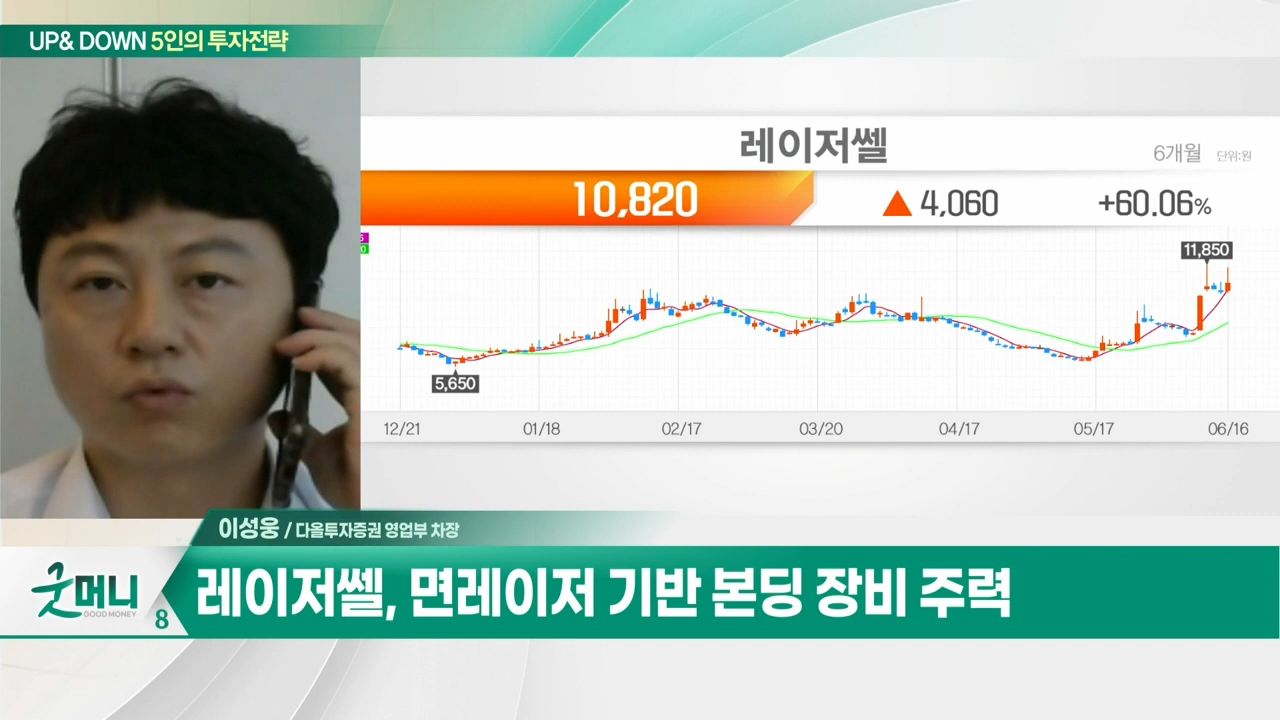 UP& DOWN 5인의 투자전략
레이저쎌
6개월 단위:원
10,820 ▲ 4,060 +60.06%
11,850
5,650
12/21 01/18 02/17 03/20 04/17 05/17 06/16
이성웅 / 다올투자증권 영업부 차장
굿머니
GOOD MONEY
8
레이저쎌, 면레이저 기반 본딩 장비 주력